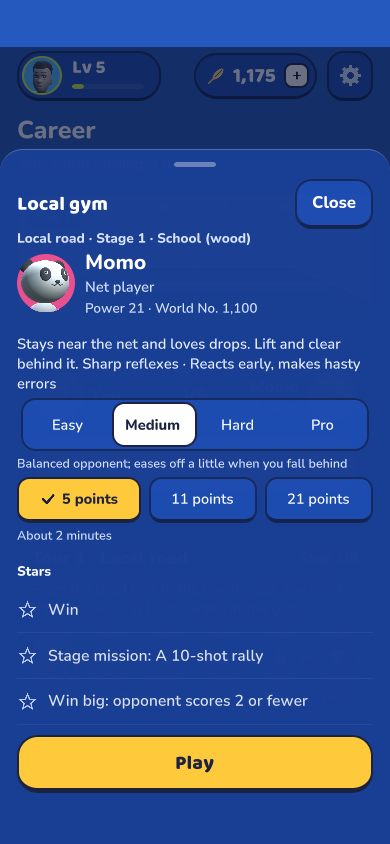 Lv 5
1,175
+
Career
Local gym
Close
Local road · Stage 1 · School (wood)
Momo
Net player
Power 21 · World No. 1,100
Stays near the net and loves drops. Lift and clear
behind it. Sharp reflexes · Reacts early, makes hasty
errors
Easy
Medium
Hard
Pro
Balanced opponent; eases off a little when you fall behind
5 points
11 points
21 points
About 2 minutes
Stars
Win
Stage mission: A 10-shot rally
Win big: opponent scores 2 or fewer
Play